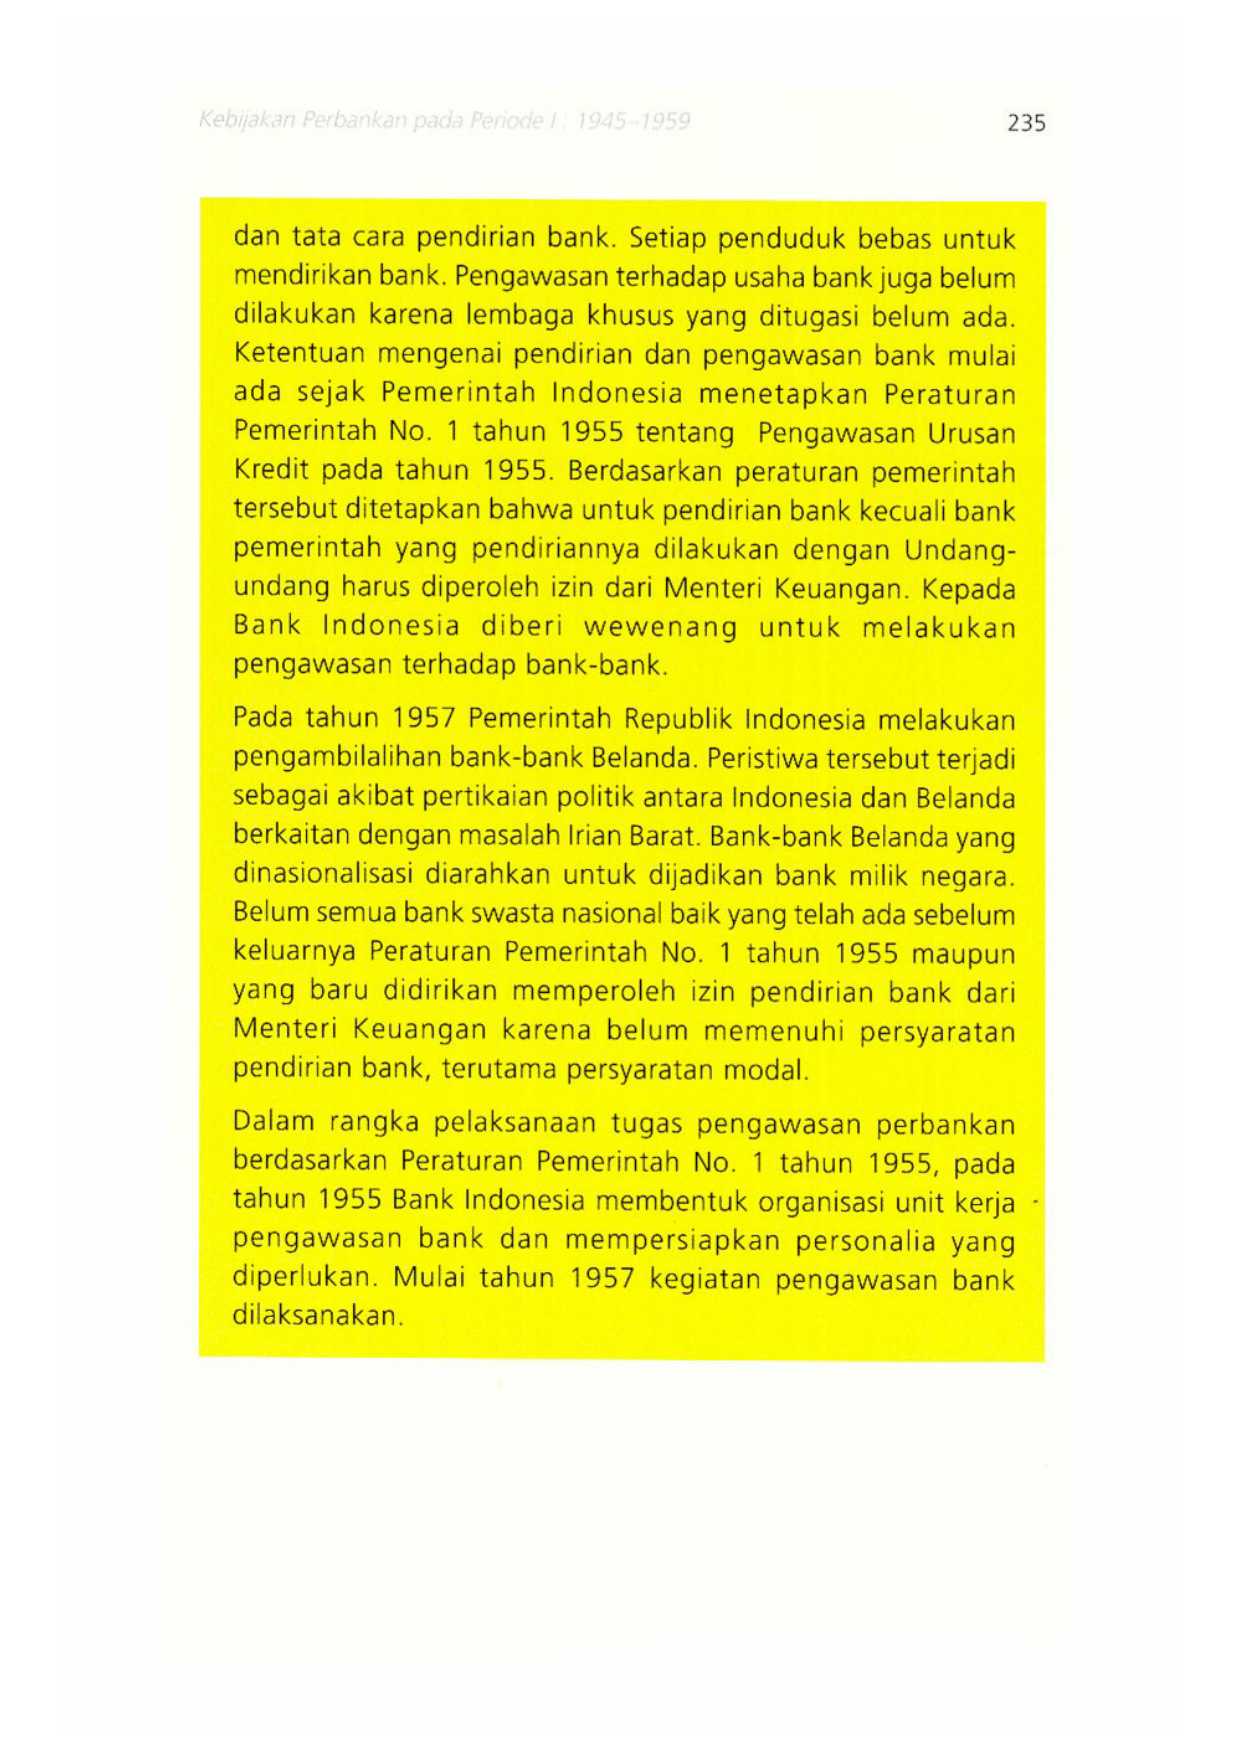 Kebijakan Perbankan pada Periode I : 1945–1959
235
dan tata cara pendirian bank. Setiap penduduk bebas untuk
mendirikan bank. Pengawasan terhadap usaha bank juga belum
dilakukan karena lembaga khusus yang ditugasi belum ada.
Ketentuan mengenai pendirian dan pengawasan bank mulai
ada sejak Pemerintah Indonesia menetapkan Peraturan
Pemerintah No. 1 tahun 1955 tentang Pengawasan Urusan
Kredit pada tahun 1955. Berdasarkan peraturan pemerintah
tersebut ditetapkan bahwa untuk pendirian bank kecuali bank
pemerintah yang pendiriannya dilakukan dengan Undang-
undang harus diperoleh izin dari Menteri Keuangan. Kepada
Bank Indonesia diberi wewenang untuk melakukan
pengawasan terhadap bank-bank.
Pada tahun 1957 Pemerintah Republik Indonesia melakukan
pengambilalihan bank-bank Belanda. Peristiwa tersebut terjadi
sebagai akibat pertikaian politik antara Indonesia dan Belanda
berkaitan dengan masalah Irian Barat. Bank-bank Belanda yang
dinasionalisasi diarahkan untuk dijadikan bank milik negara.
Belum semua bank swasta nasional baik yang telah ada sebelum
keluarnya Peraturan Pemerintah No. 1 tahun 1955 maupun
yang baru didirikan memperoleh izin pendirian bank dari
Menteri Keuangan karena belum memenuhi persyaratan
pendirian bank, terutama persyaratan modal.
Dalam rangka pelaksanaan tugas pengawasan perbankan
berdasarkan Peraturan Pemerintah No. 1 tahun 1955, pada
tahun 1955 Bank Indonesia membentuk organisasi unit kerja
pengawasan bank dan mempersiapkan personalia yang
diperlukan. Mulai tahun 1957 kegiatan pengawasan bank
dilaksanakan.